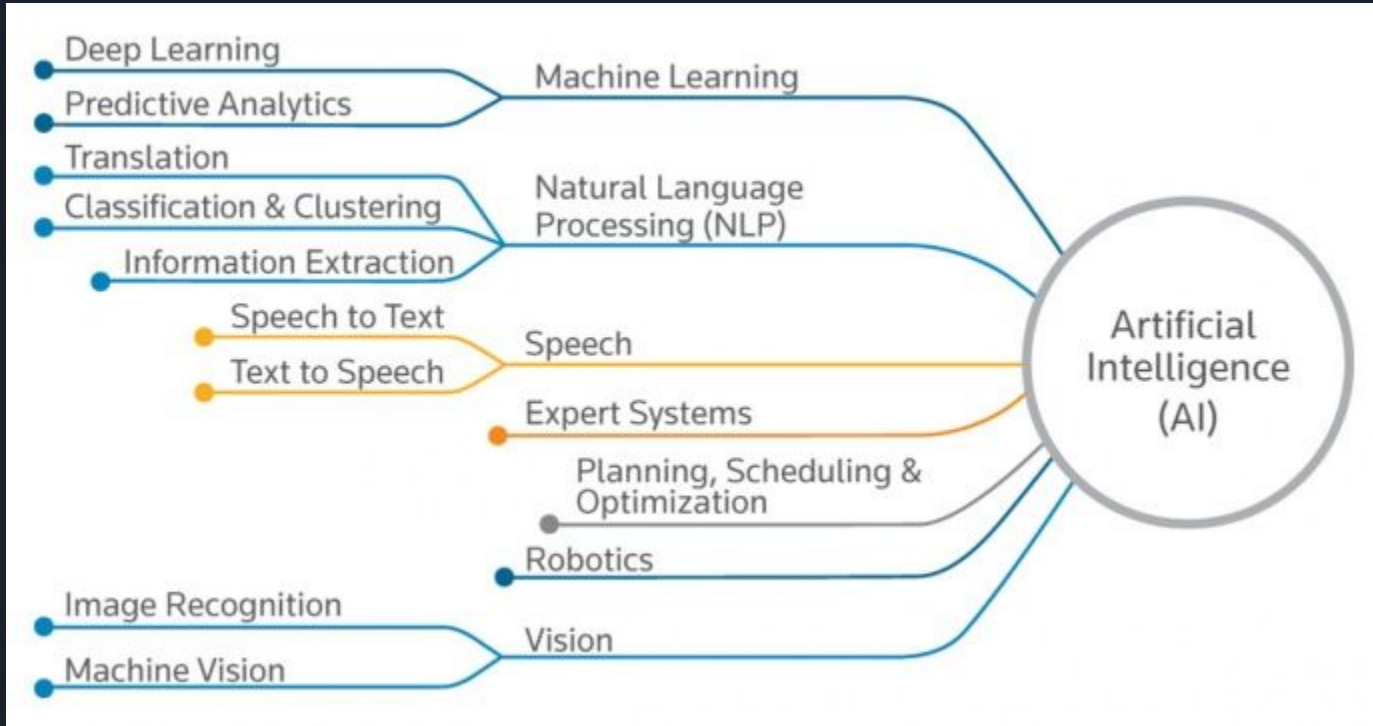 Deep Learning
Machine Learning
Predictive Analytics
Translation
Natural Language
Processing (NLP)
Classification & Clustering
Information Extraction
Speech to Text
Speech
Text to Speech
Expert Systems
Planning, Scheduling &
Optimization
Robotics
Image Recognition
Vision
Machine Vision
Artificial
Intelligence
(AI)